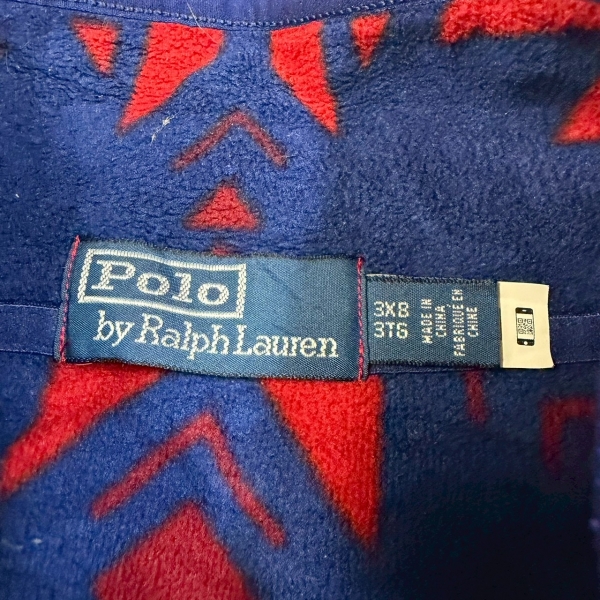 Polo
by Ralph Lauren
3XB
3TG
MADE IN
CHINA
FABRIQUÉ EN
CHINE